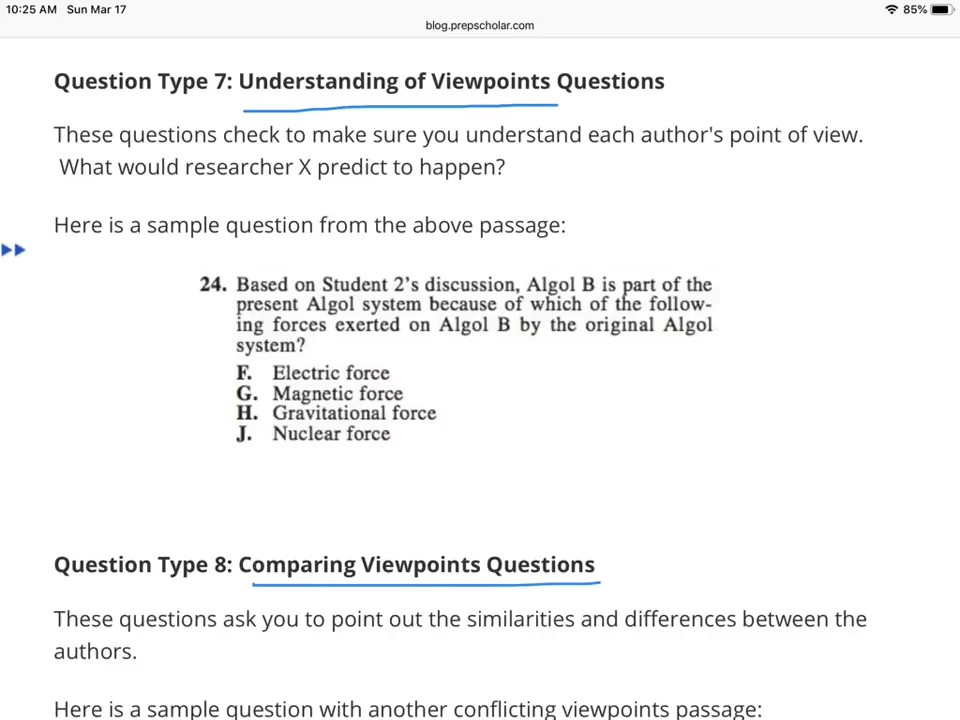 10:25 AM Sun Mar 17
85%
blog.prepscholar.com
Question Type 7: Understanding of Viewpoints Questions
These questions check to make sure you understand each author's point of view.
What would researcher X predict to happen?
Here is a sample question from the above passage:
24. Based on Student 2's discussion, Algol B is part of the
present Algol system because of which of the follow-
ing forces exerted on Algol B by the original Algol
system?
F. Electric force
G. Magnetic force
H. Gravitational force
J. Nuclear force
Question Type 8: Comparing Viewpoints Questions
These questions ask you to point out the similarities and differences between the
authors.
Here is a sample question with another conflicting viewpoints passage: